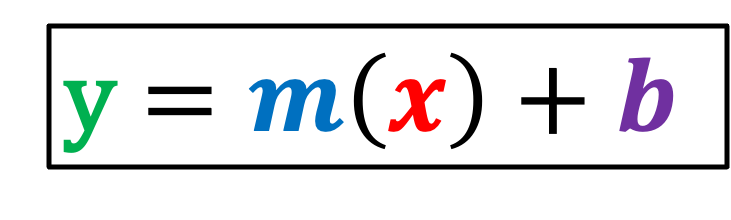 y = m(x) + b